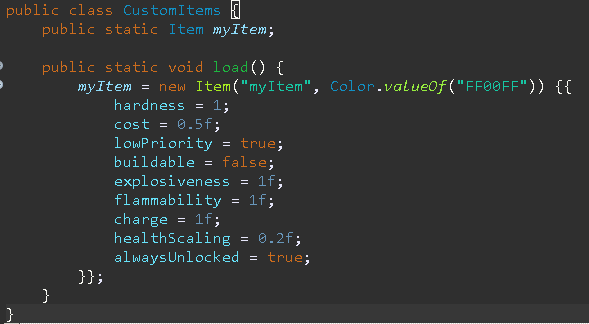 public class CustomItems {
    public static Item myItem;

    public static void load() {
        myItem = new Item("myItem", Color.valueOf("FF00FF")) {{
            hardness = 1;
            cost = 0.5f;
            lowPriority = true;
            buildable = false;
            explosiveness = 1f;
            flammability = 1f;
            charge = 1f;
            healthScaling = 0.2f;
            alwaysUnlocked = true;
        }};
    }
}